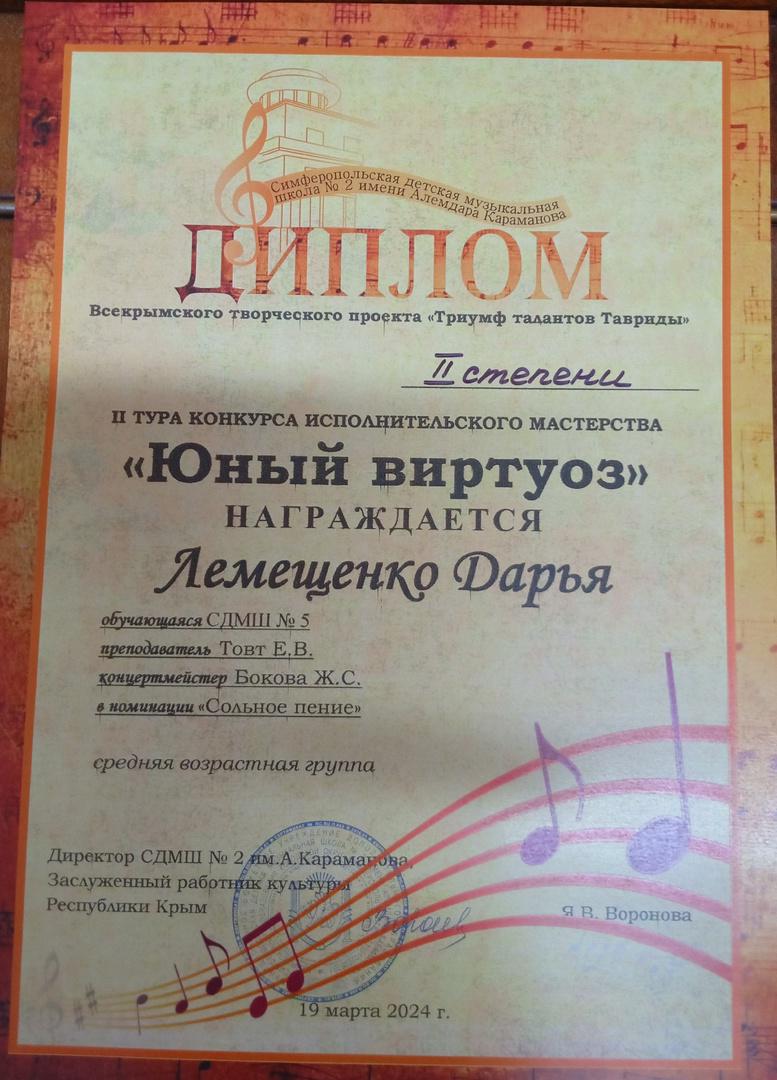 Симферопольская детская музыкальная
школа № 2 имени Алемдара Караманова
ДИПЛОМ
Всекрымского творческого проекта «Триумф талантов Тавриды»
II степени
II ТУРА КОНКУРСА ИСПОЛНИТЕЛЬСКОГО МАСТЕРСТВА
«Юный виртуоз»
НАГРАЖДАЕТСЯ
Лемещенко Дарья
обучающаяся СДМШ № 5
преподаватель Товт Е.В.
концертмейстер Бокова Ж.С.
в номинации «Сольное пение»
средняя возрастная группа
Директор СДМШ № 2 им.А.Караманова,
Заслуженный работник культуры
Республики Крым
Я.В. Воронова
19 марта 2024 г.